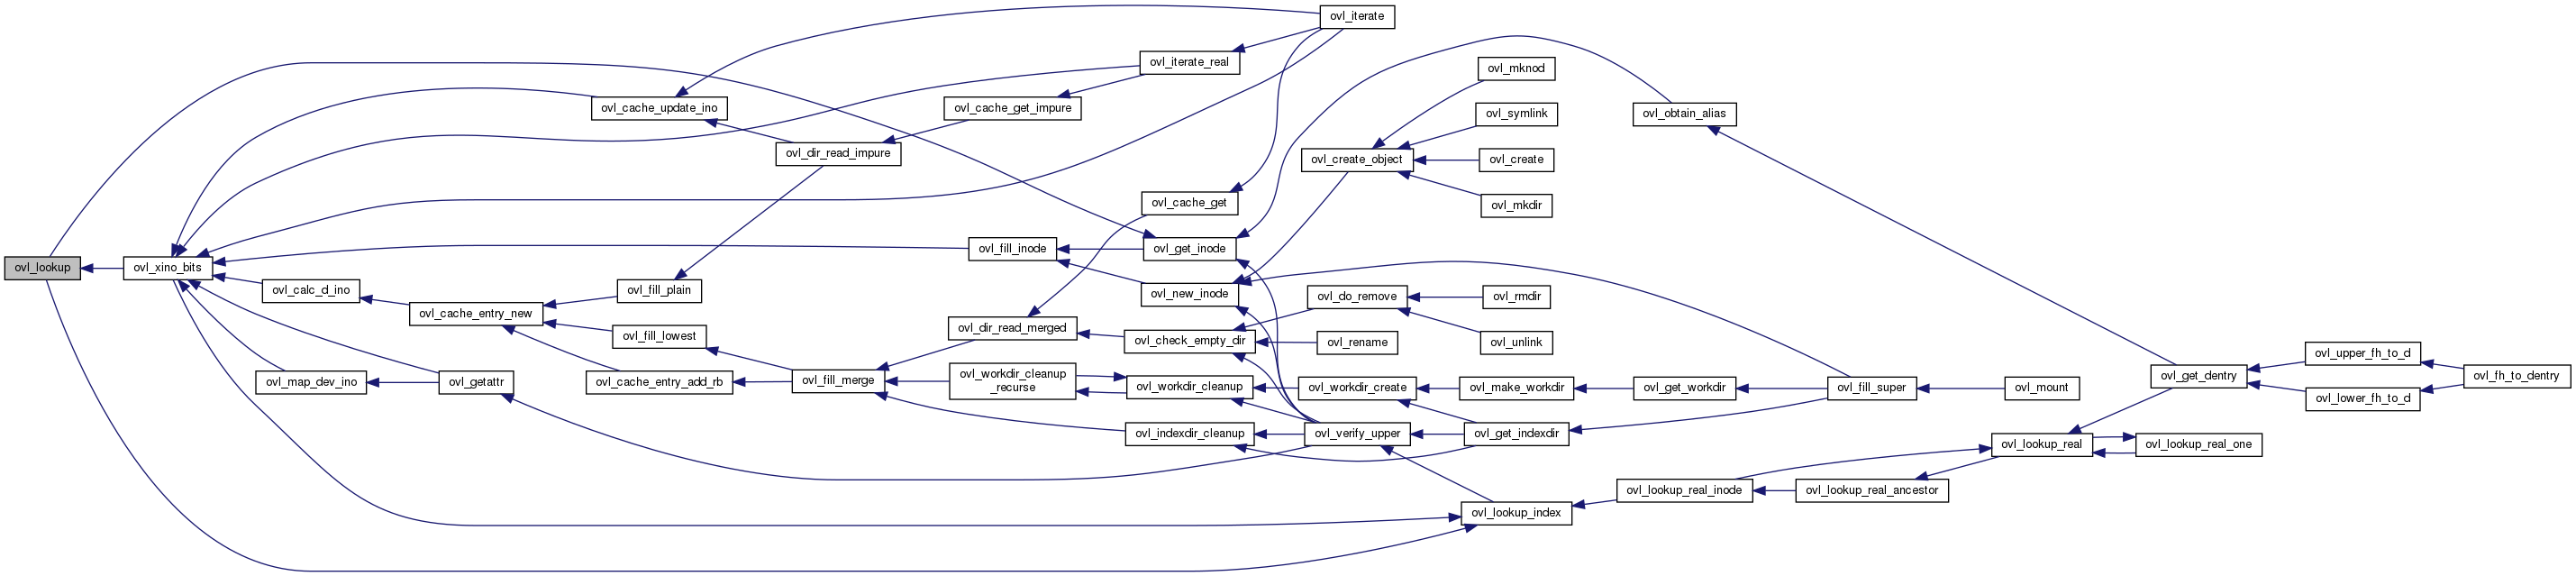 ovl_iterate
ovl_iterate_real
ovl_mknod
ovl_cache_update_ino
ovl_cache_get_impure
ovl_symlink
ovl_obtain_alias
ovl_dir_read_impure
ovl_create_object
ovl_create
ovl_cache_get
ovl_mkdir
ovl_lookup
ovl_xino_bits
ovl_fill_inode
ovl_get_inode
ovl_calc_d_ino
ovl_fill_plain
ovl_new_inode
ovl_do_remove
ovl_rmdir
ovl_cache_entry_new
ovl_fill_lowest
ovl_dir_read_merged
ovl_check_empty_dir
ovl_rename
ovl_unlink
ovl_upper_fh_to_d
ovl_map_dev_ino
ovl_getattr
ovl_cache_entry_add_rb
ovl_fill_merge
ovl_workdir_cleanup
_recurse
ovl_workdir_cleanup
ovl_workdir_create
ovl_make_workdir
ovl_get_workdir
ovl_fill_super
ovl_mount
ovl_get_dentry
ovl_fh_to_dentry
ovl_lower_fh_to_d
ovl_indexdir_cleanup
ovl_verify_upper
ovl_get_indexdir
ovl_lookup_real
ovl_lookup_real_one
ovl_lookup_real_inode
ovl_lookup_real_ancestor
ovl_lookup_index